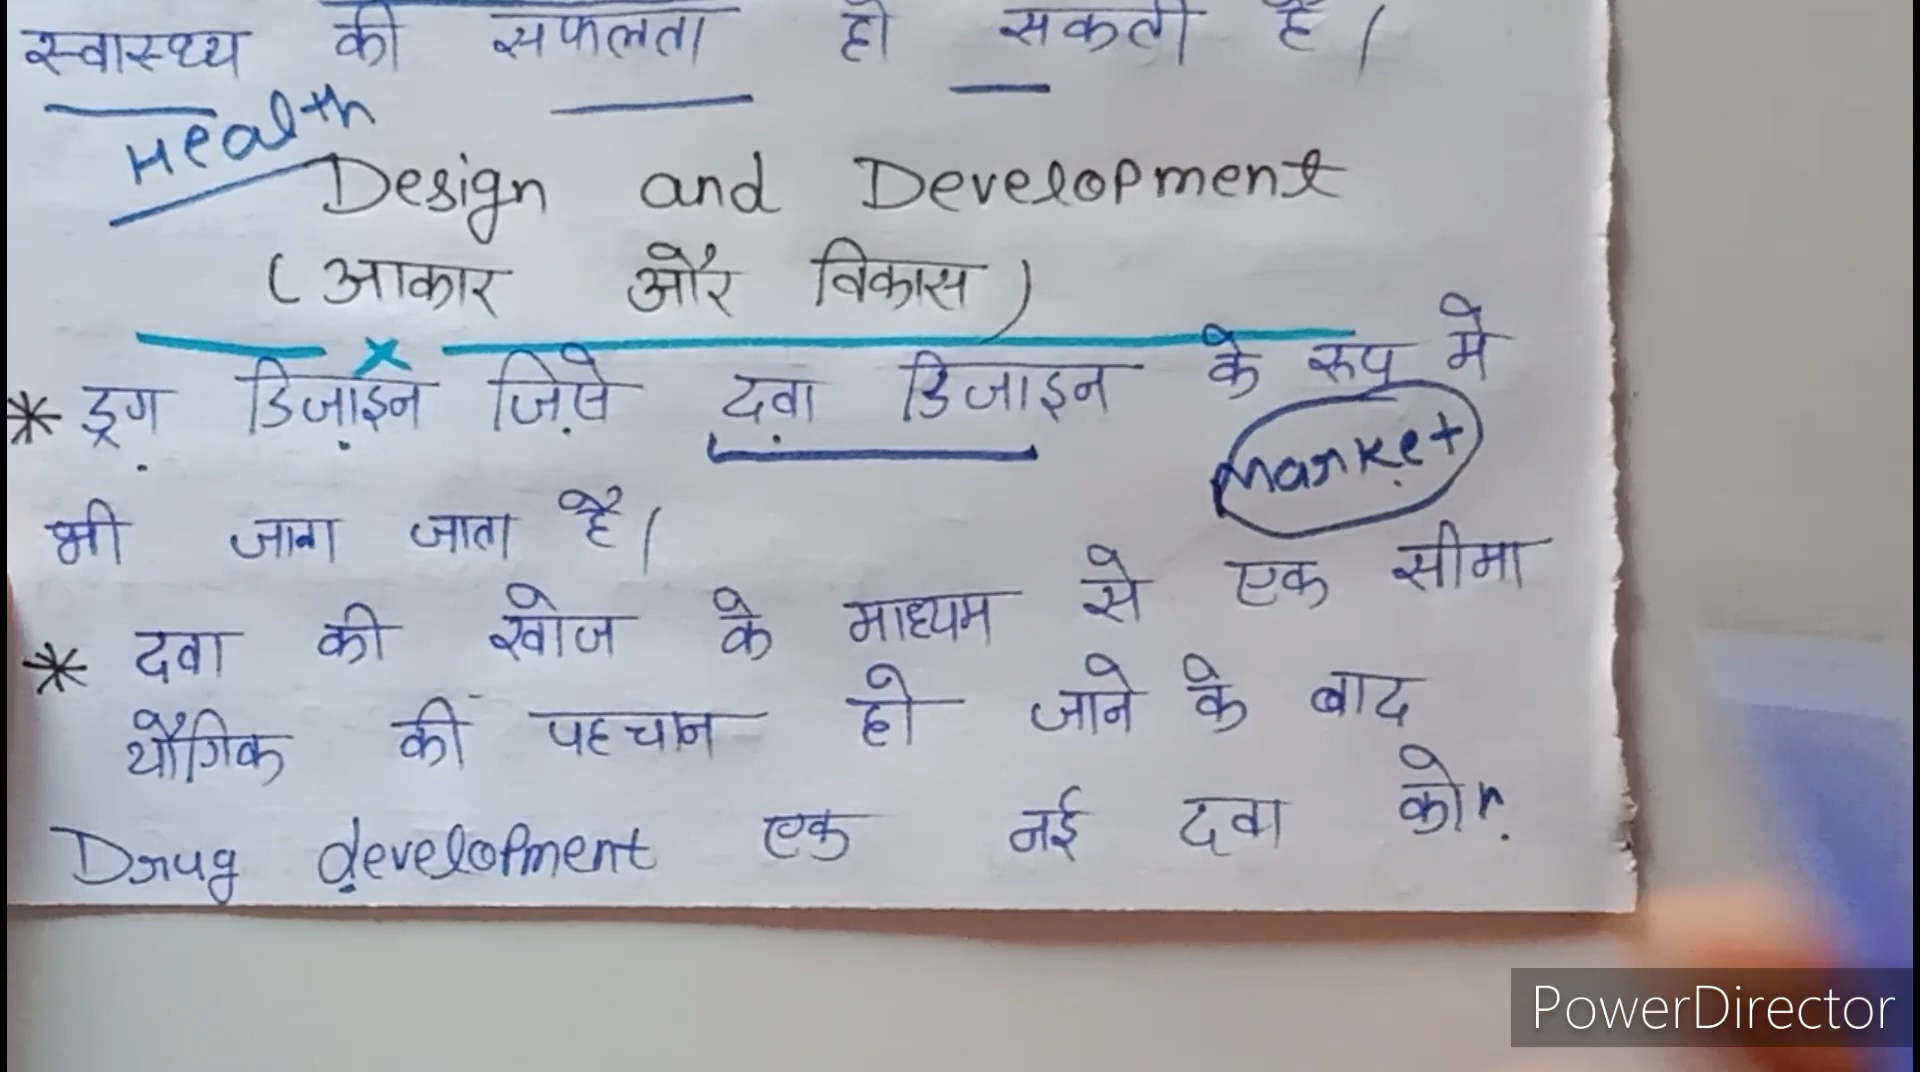 स्वास्थ्य की सफलता हो सकती है |
Health
Design and Development
(आकार और विकास)
* ड्रग डिजाइन जिसे दवा डिजाइन के रूप मे
Market
भी जाना जाता है |
* दवा की खोज के माध्यम से एक सीमा
यौगिक की पहचान हो जाने के बाद
Drug development एक नई दवा को
PowerDirector